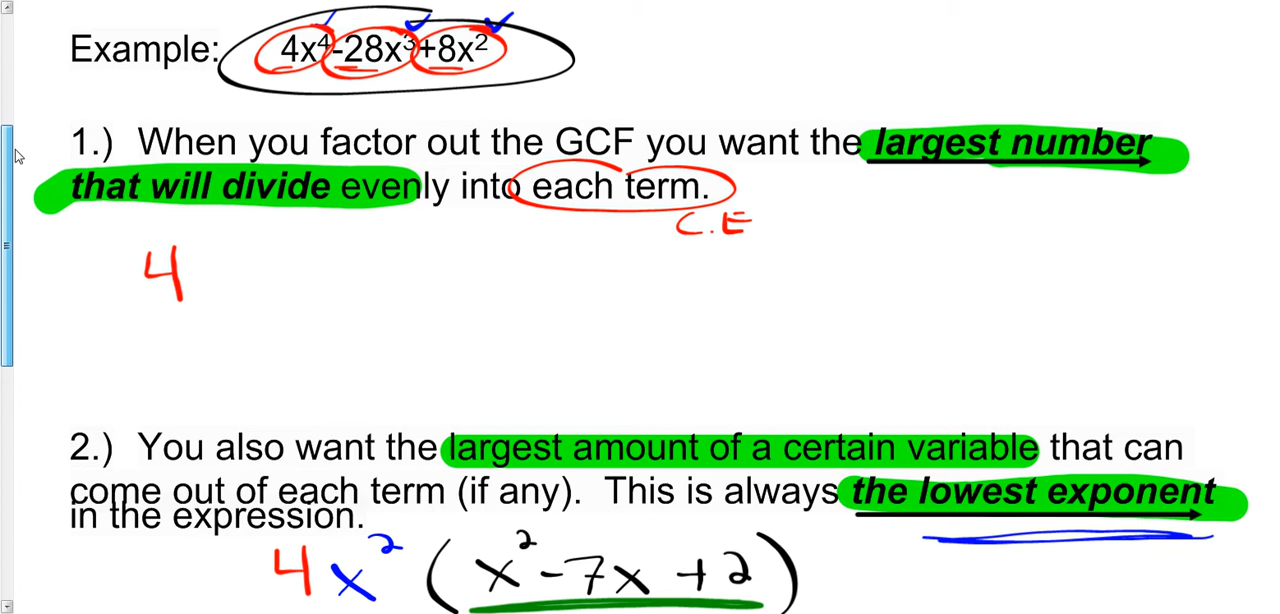 Example: 4x⁴-28x³+8x²
1.) When you factor out the GCF you want the largest number
that will divide evenly into each term.
C.E
4
2.) You also want the largest amount of a certain variable that can
come out of each term (if any). This is always the lowest exponent
in the expression.
4x² (x² - 7x + 2)